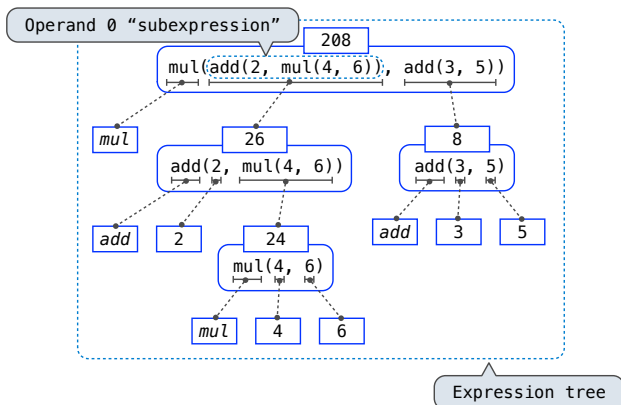 Operand 0 “subexpression”
208
mul(add(2, mul(4, 6)), add(3, 5))
mul
26
8
add(2, mul(4, 6))
add(3, 5)
add
2
24
add
3
5
mul(4, 6)
mul
4
6
Expression tree